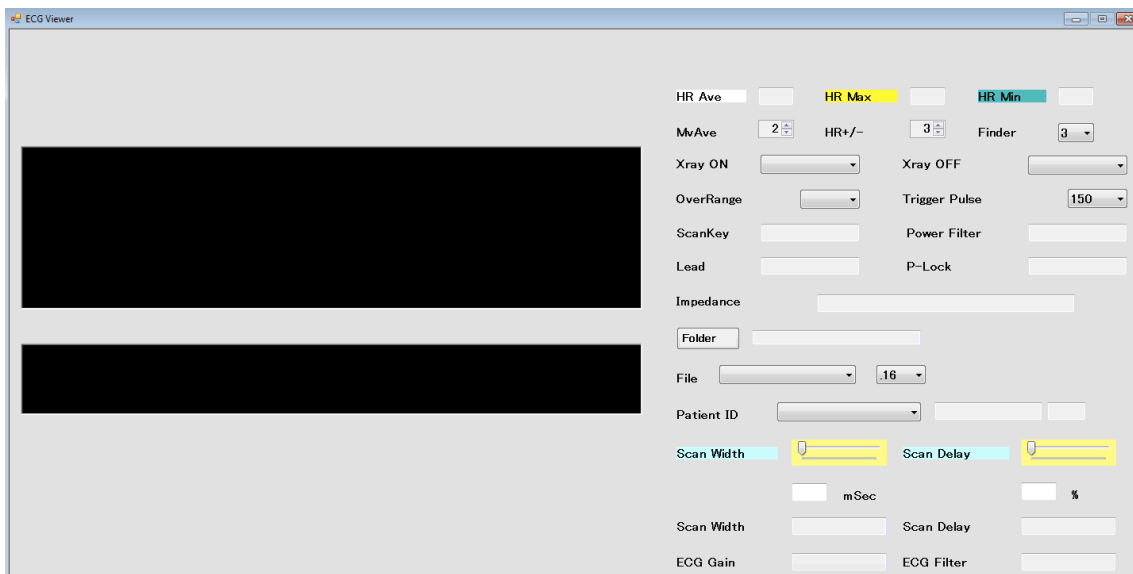 ECG Viewer
HR Ave HR Max HR Min
MvAve 2 HR+/- 3 Finder 3
Xray ON Xray OFF
OverRange Trigger Pulse 150
ScanKey Power Filter
Lead P-Lock
Impedance
Folder
File .16
Patient ID
Scan Width Scan Delay
mSec %
Scan Width Scan Delay
ECG Gain ECG Filter